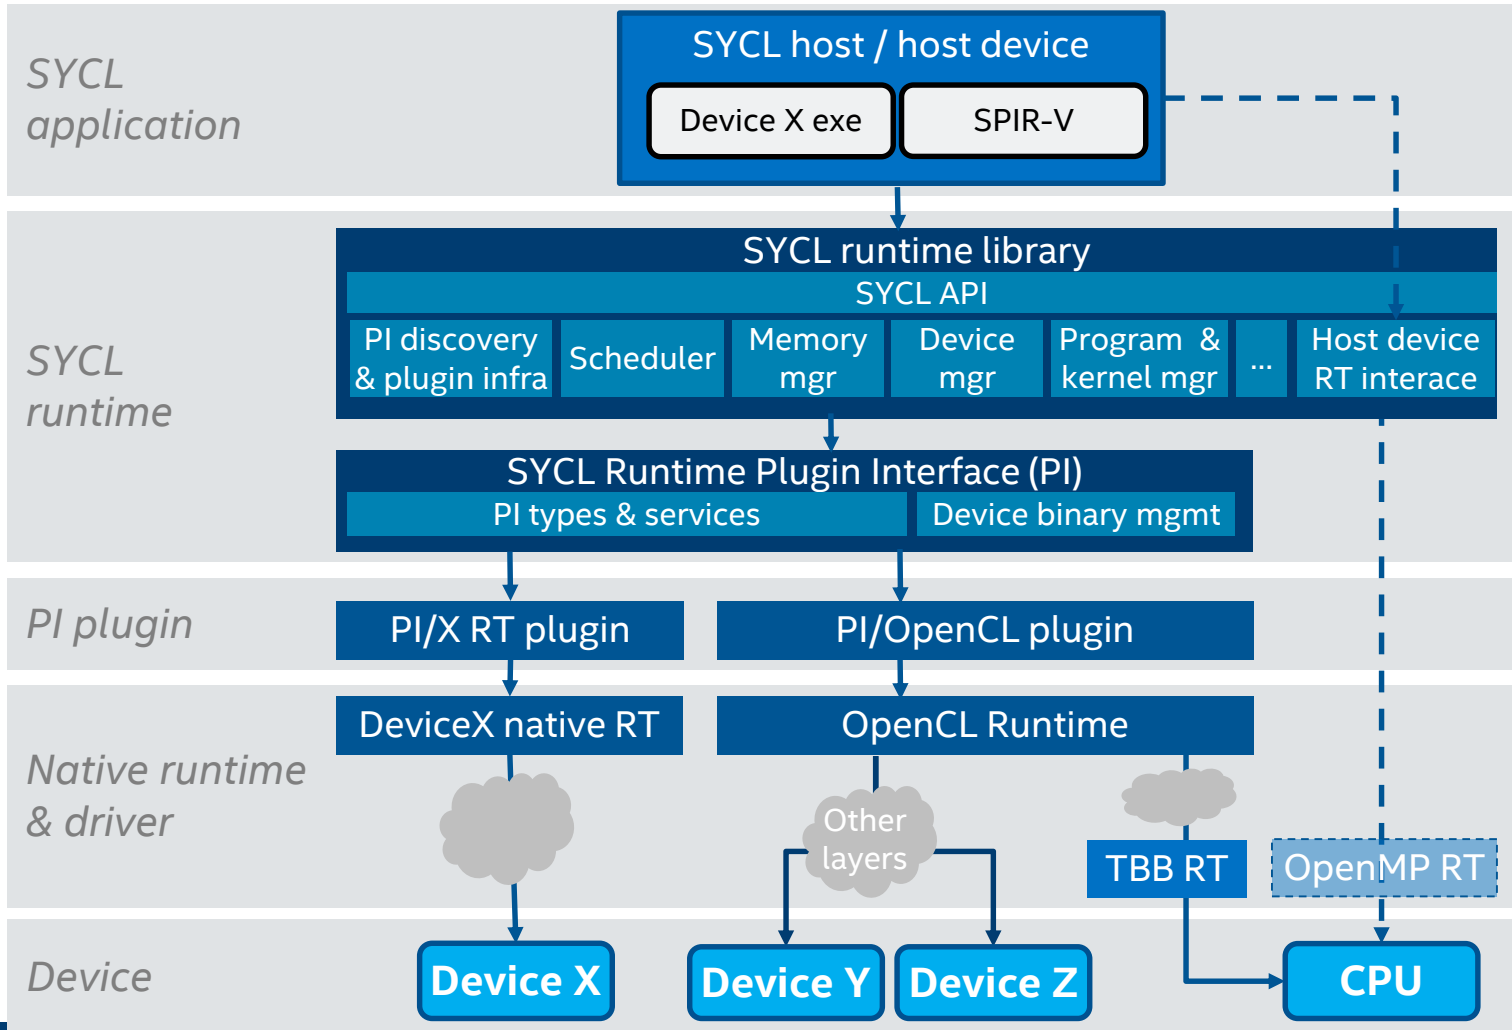 SYCL
application
SYCL host / host device
Device X exe
SPIR-V
SYCL
runtime
SYCL runtime library
SYCL API
PI discovery
& plugin infra
Scheduler
Memory
mgr
Device
mgr
Program &
kernel mgr
...
Host device
RT interace
SYCL Runtime Plugin Interface (PI)
PI types & services
Device binary mgmt
PI plugin
PI/X RT plugin
PI/OpenCL plugin
Native runtime
& driver
DeviceX native RT
OpenCL Runtime
Other
layers
TBB RT
OpenMP RT
Device
Device X
Device Y
Device Z
CPU